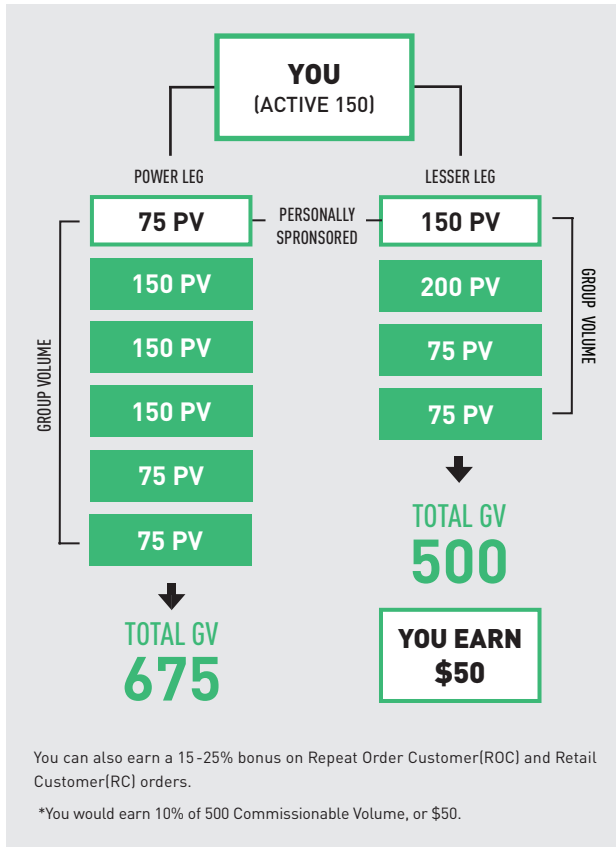 YOU
(ACTIVE 150)
POWER LEG
LESSER LEG
75 PV
PERSONALLY
SPRONSORED
150 PV
150 PV
200 PV
150 PV
75 PV
150 PV
75 PV
75 PV
75 PV
GROUP VOLUME
GROUP VOLUME
TOTAL GV
500
TOTAL GV
675
YOU EARN
$50
You can also earn a 15-25% bonus on Repeat Order Customer(ROC) and Retail
Customer(RC) orders.
*You would earn 10% of 500 Commissionable Volume, or $50.